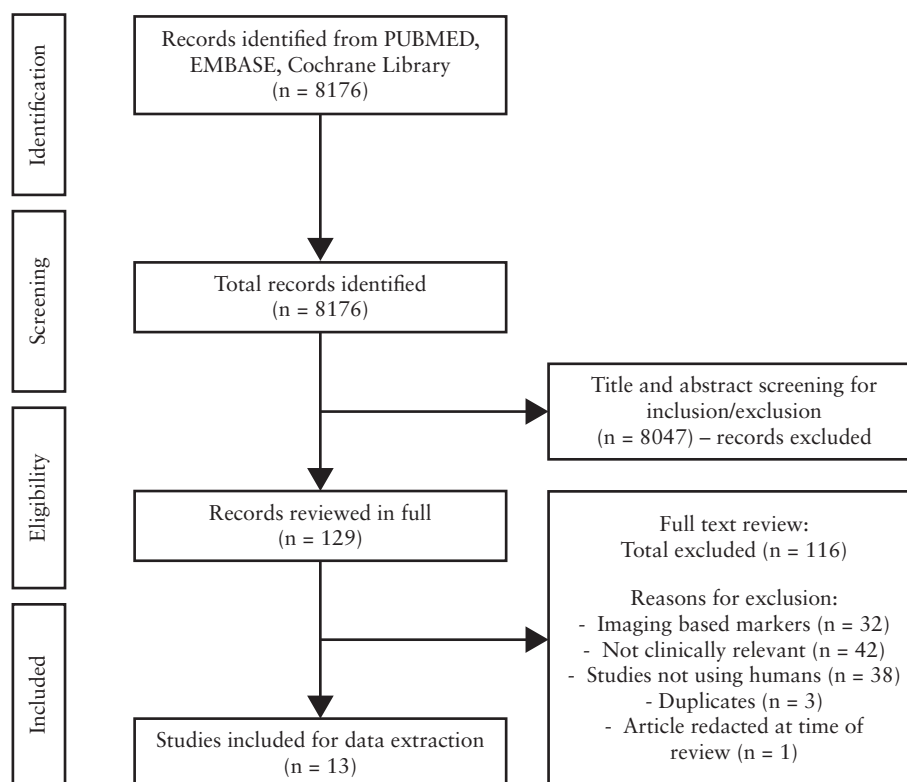 Identification
Records identified from PUBMED,
EMBASE, Cochrane Library
(n = 8176)
Screening
Total records identified
(n = 8176)
Title and abstract screening for
inclusion/exclusion
(n = 8047) – records excluded
Eligibility
Records reviewed in full
(n = 129)
Full text review:
Total excluded (n = 116)
Reasons for exclusion:
- Imaging based markers (n = 32)
- Not clinically relevant (n = 42)
- Studies not using humans (n = 38)
- Duplicates (n = 3)
- Article redacted at time of
review (n = 1)
Included
Studies included for data extraction
(n = 13)